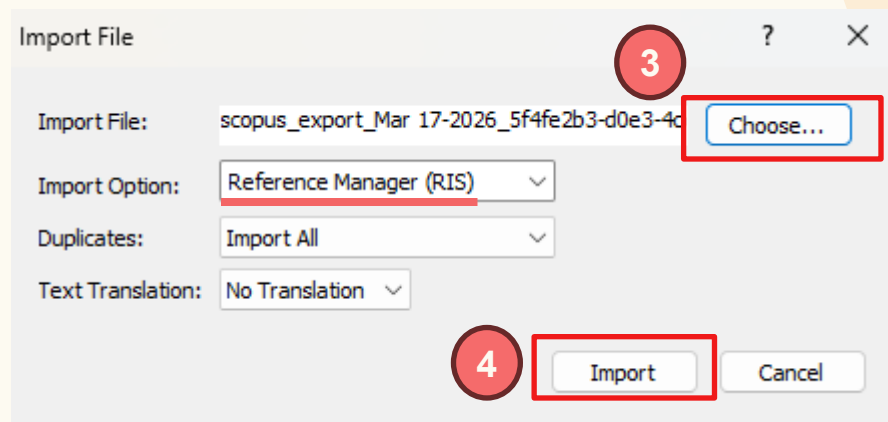 Import File ? ×
3
Import File: scopus_export_Mar 17-2026_5f4fe2b3-d0e3-4c Choose...
Import Option: Reference Manager (RIS)
Duplicates: Import All
Text Translation: No Translation
4 Import Cancel